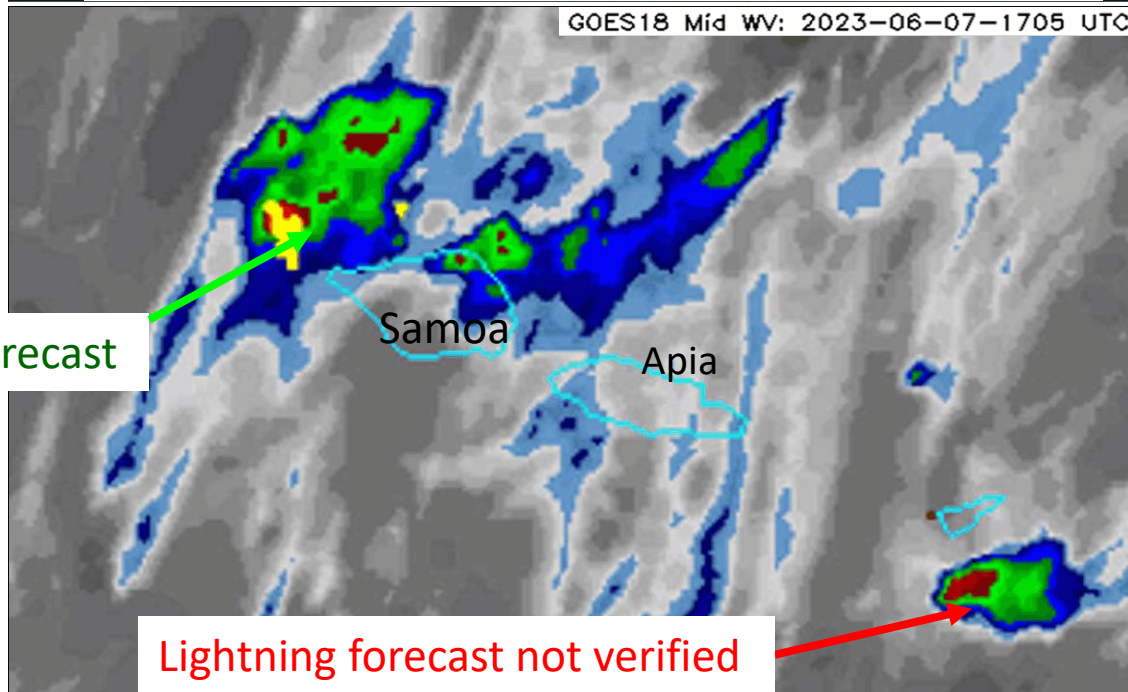 GOES18 Mid WV: 2023-06-07-1705 UTC
Samoa
recast
Apia
Lightning forecast not verified